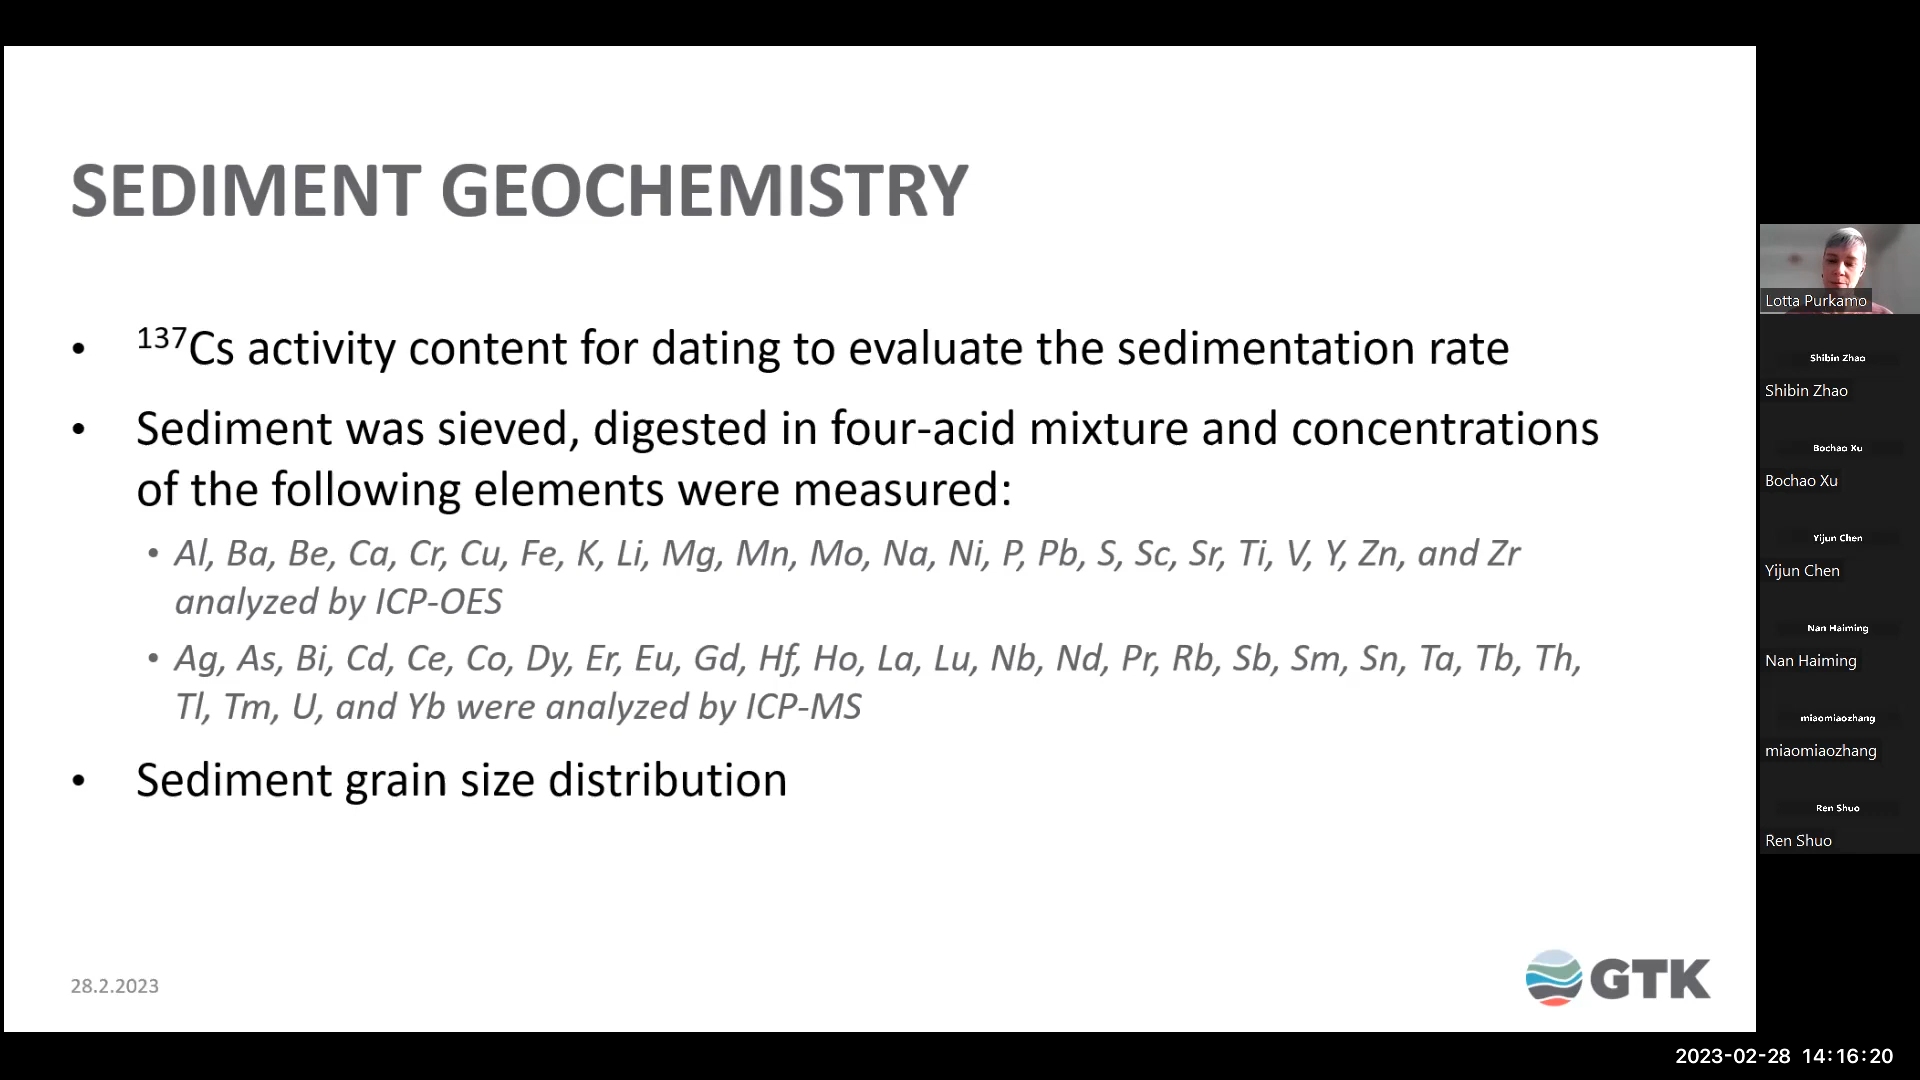 SEDIMENT GEOCHEMISTRY
• ¹³⁷Cs activity content for dating to evaluate the sedimentation rate
• Sediment was sieved, digested in four-acid mixture and concentrations
of the following elements were measured:
• Al, Ba, Be, Ca, Cr, Cu, Fe, K, Li, Mg, Mn, Mo, Na, Ni, P, Pb, S, Sc, Sr, Ti, V, Y, Zn, and Zr
analyzed by ICP-OES
• Ag, As, Bi, Cd, Ce, Co, Dy, Er, Eu, Gd, Hf, Ho, La, Lu, Nb, Nd, Pr, Rb, Sb, Sm, Sn, Ta, Tb, Th,
Tl, Tm, U, and Yb were analyzed by ICP-MS
• Sediment grain size distribution
28.2.2023
GTK
Lotta Purkamo
Shibin Zhao
Shibin Zhao
Bochao Xu
Bochao Xu
Yijun Chen
Yijun Chen
Nan Haiming
Nan Haiming
miaomiaozhang
miaomiaozhang
Ren Shuo
Ren Shuo
2023-02-28 14:16:20